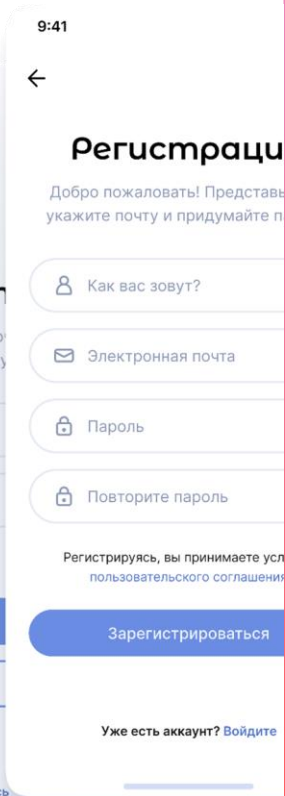 9:41
Регистраци
Добро пожаловать! Представь
укажите почту и придумайте п
Как вас зовут?
Электронная почта
Пароль
Повторите пароль
Регистрируясь, вы принимаете усл
пользовательского соглашения
Зарегистрироваться
Уже есть аккаунт? Войдите